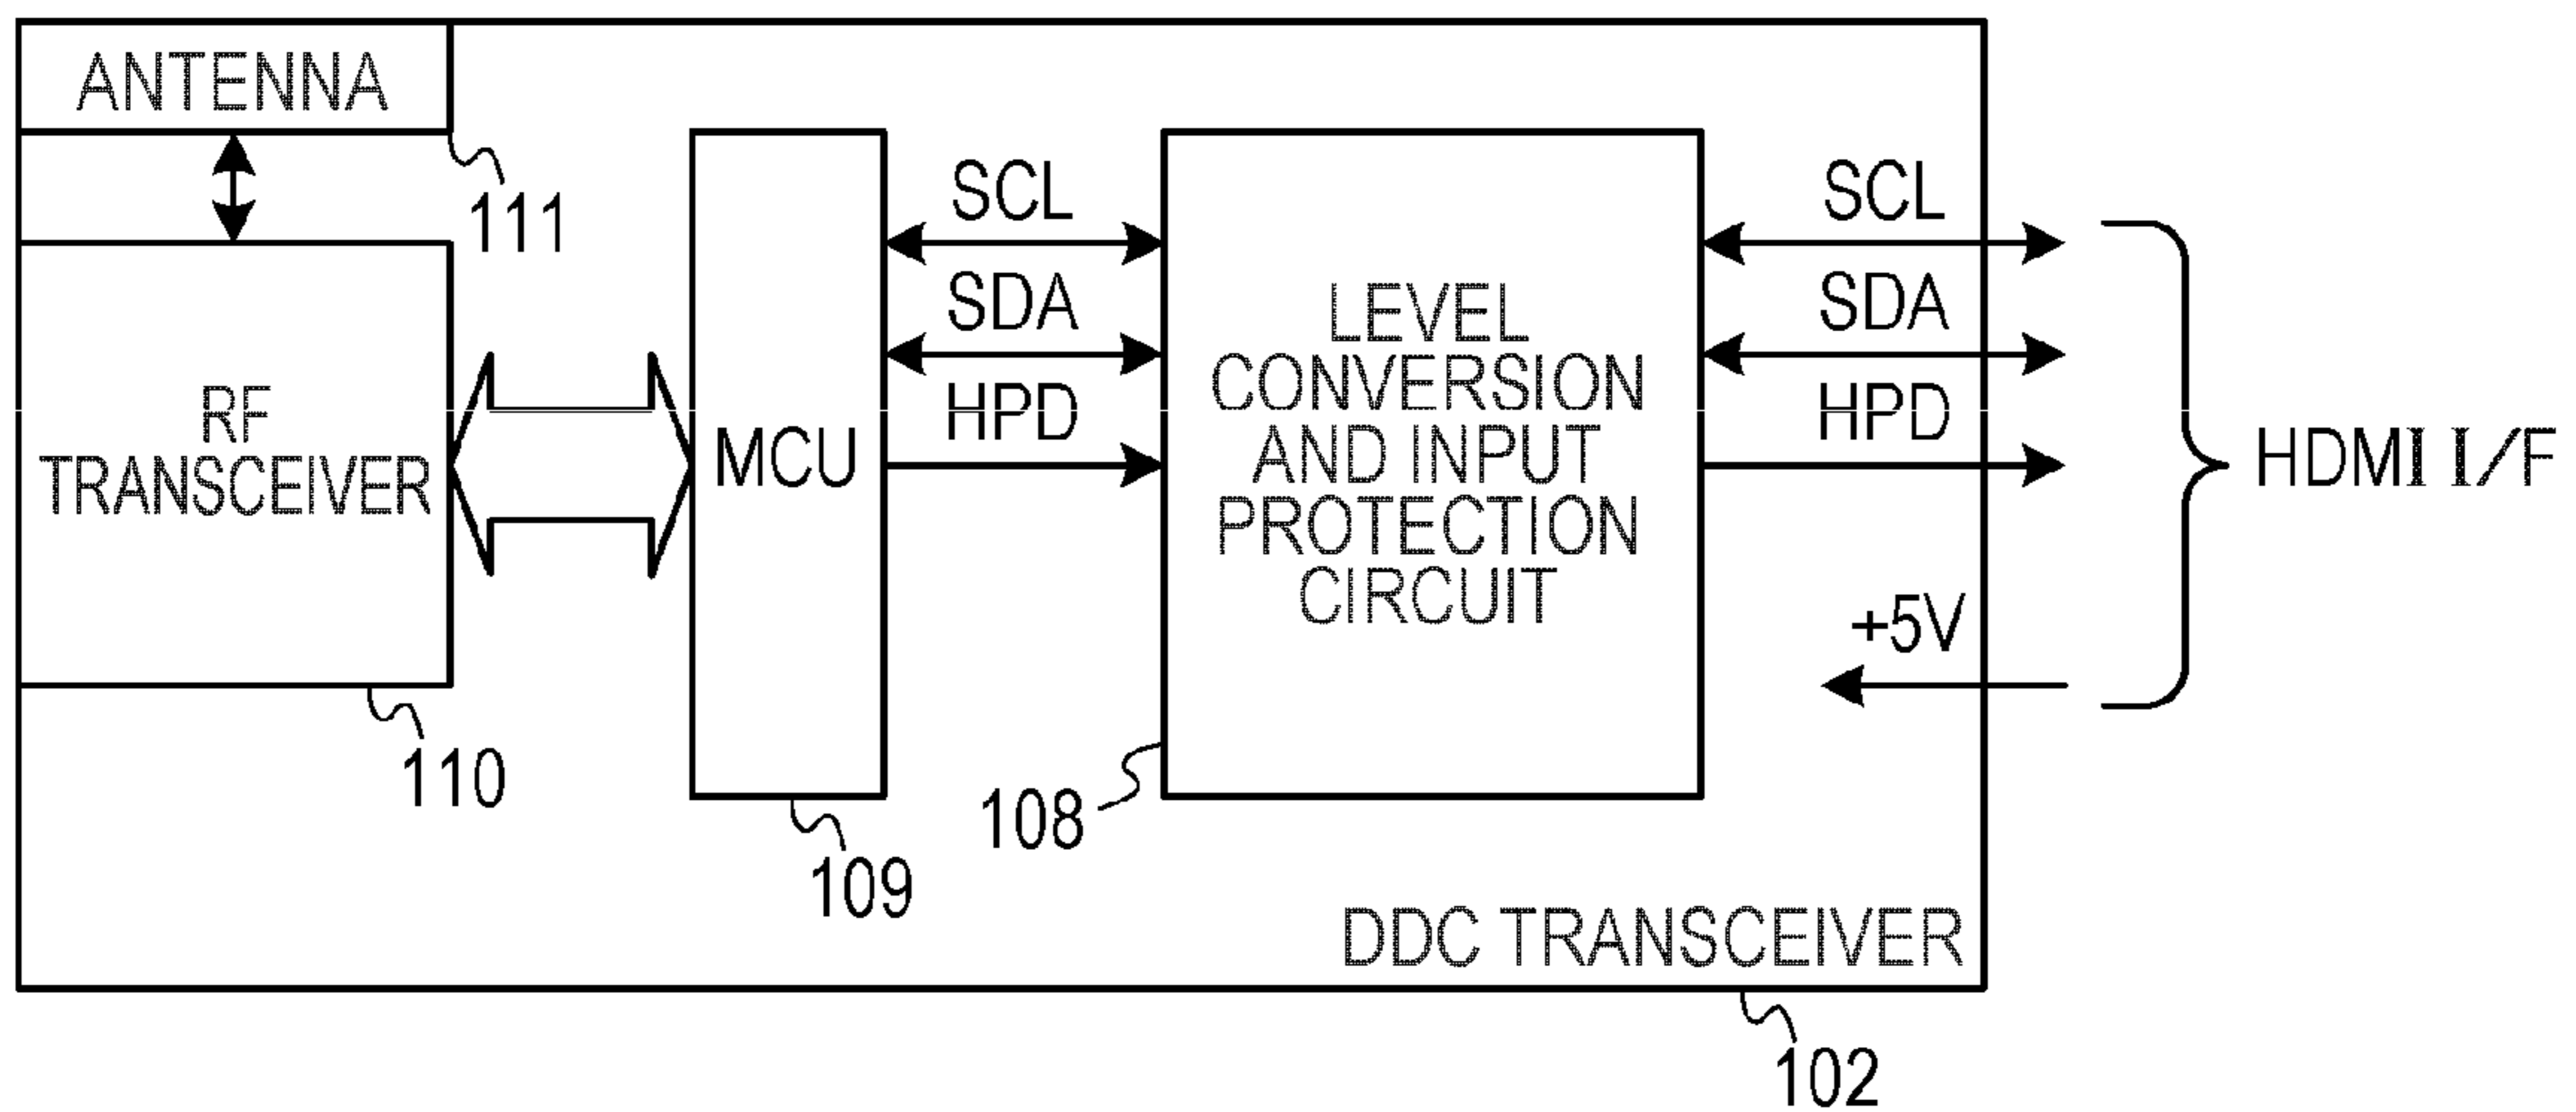 ANTENNA
111
RF
TRANSCEIVER
110
MCU
109
SCL
SDA
HPD
LEVEL
CONVERSION
AND INPUT
PROTECTION
CIRCUIT
108
SCL
SDA
HPD
+5V
HDMI I/F
DDC TRANSCEIVER
102